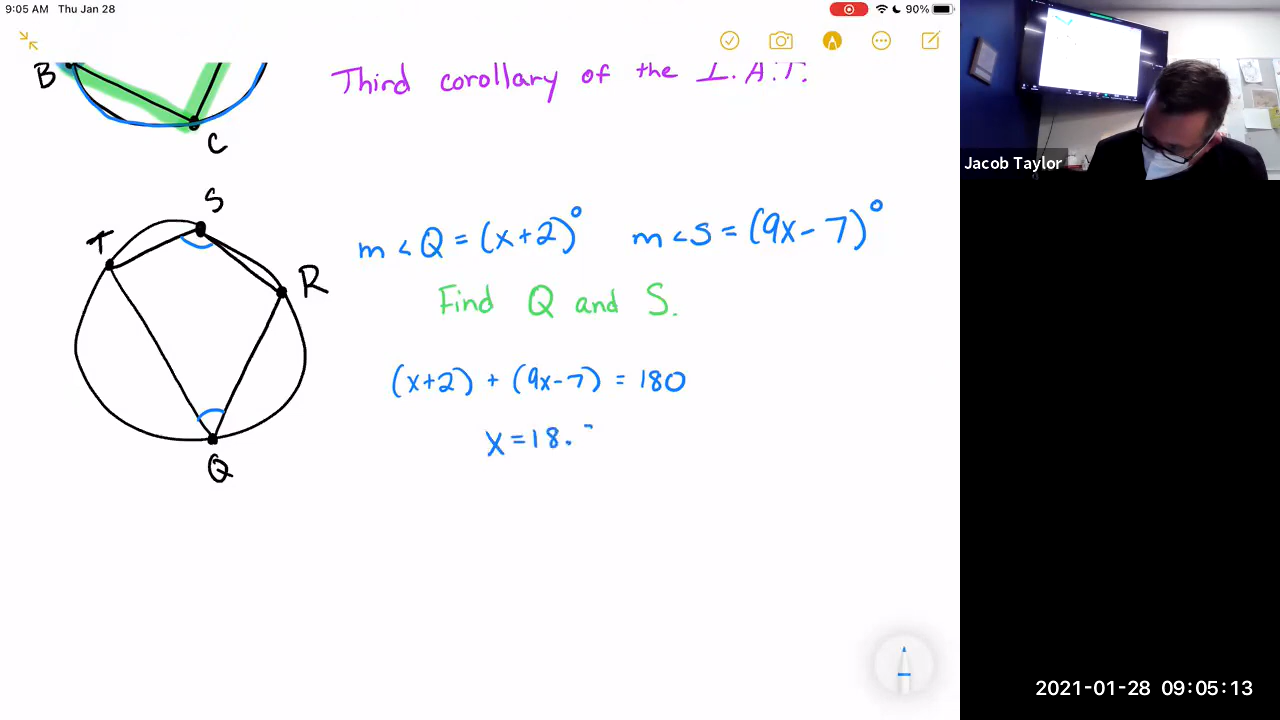 9:05 AM Thu Jan 28
90%
B
C
Third corollary of the I.A.T.
S
T
R
Q
m<Q = (x+2)° m<S = (9x-7)°
Find Q and S.
(x+2) + (9x-7) = 180
x=18.
Jacob Taylor
2021-01-28 09:05:13